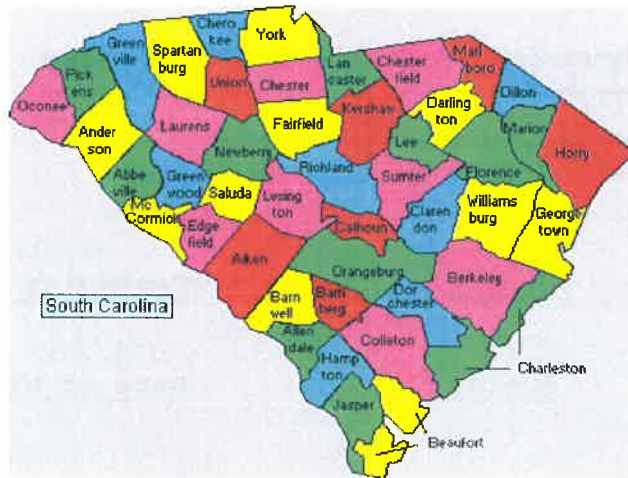 Chero
kee
York
Green
ville
Spartan
burg
Pick
ens
Oconee
Union
Chester
Lan
caster
Chester
field
Marl
boro
Dillon
Ander
son
Laurens
Fairfield
Kershaw
Darling
ton
Marion
Horry
Abbe
ville
Green
wood
Newberry
Saluda
Richland
Lee
Florence
Mc
Cormick
Edge
field
Lexing
ton
Sumter
Claren
don
Williams
burg
George
town
Calhoun
Aiken
Orangeburg
Berkeley
South Carolina
Barn
well
Bam
berg
Dor
chester
Allen
dale
Colleton
Hamp
ton
Charleston
Jasper
Beaufort